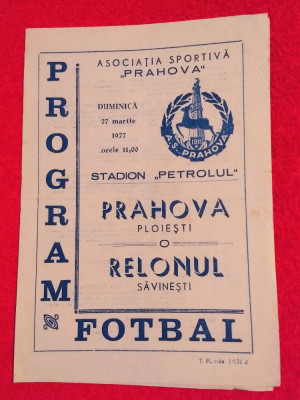 PROGRAM
ASOCIAȚIA SPORTIVĂ
„PRAHOVA”
DUMINICĂ
27 martie
1977
orele 11,00
A.S. PRAHOVA
STADION „PETROLUL”
PRAHOVA
PLOIEȘTI
O
RELONUL
SĂVINEȘTI
FOTBAL
T. Pl.